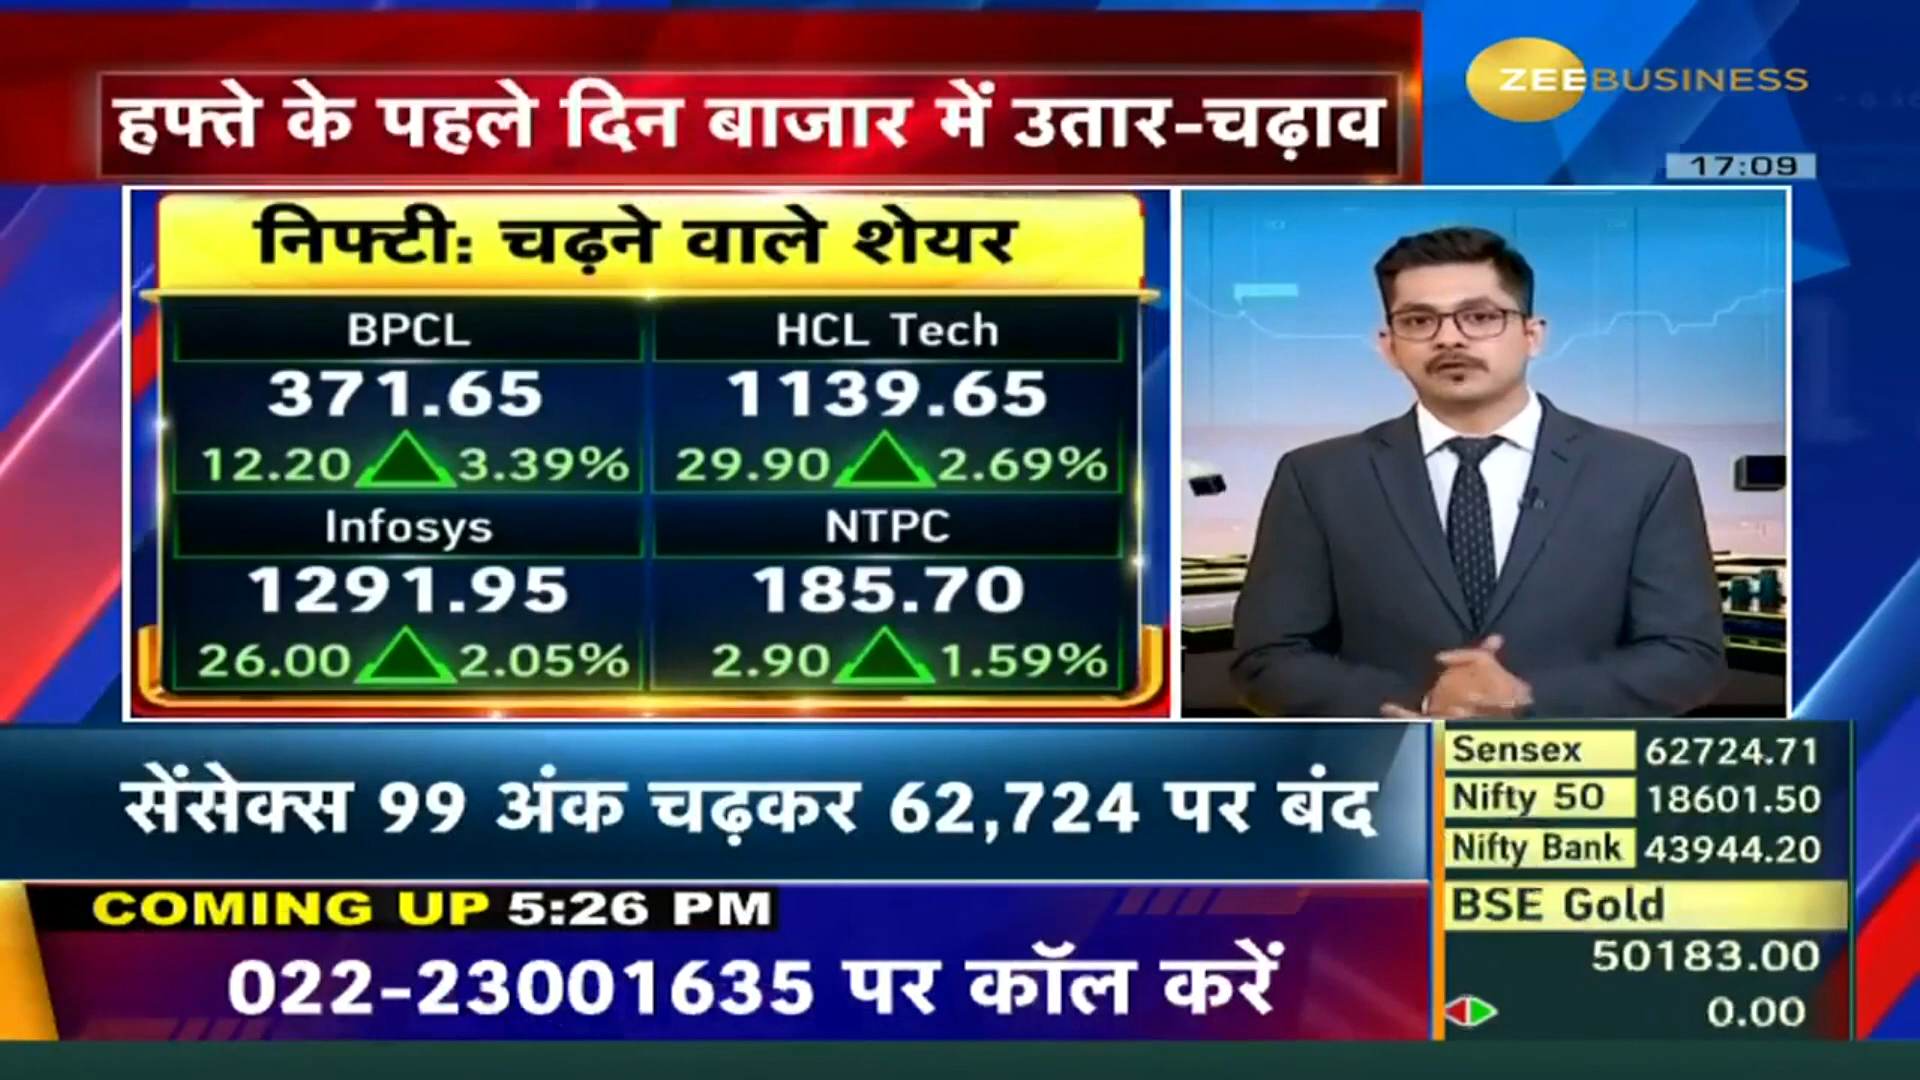 हफ्ते के पहले दिन बाजार में उतार-चढ़ाव
ZEEBUSINESS
17:09
निफ्टी: चढ़ने वाले शेयर
BPCL
371.65
12.20 3.39%
HCL Tech
1139.65
29.90 2.69%
Infosys
1291.95
26.00 2.05%
NTPC
185.70
2.90 1.59%
सेंसेक्स 99 अंक चढ़कर 62,724 पर बंद
COMING UP 5:26 PM
022-23001635 पर कॉल करें
Sensex 62724.71
Nifty 50 18601.50
Nifty Bank 43944.20
BSE Gold
50183.00
0.00